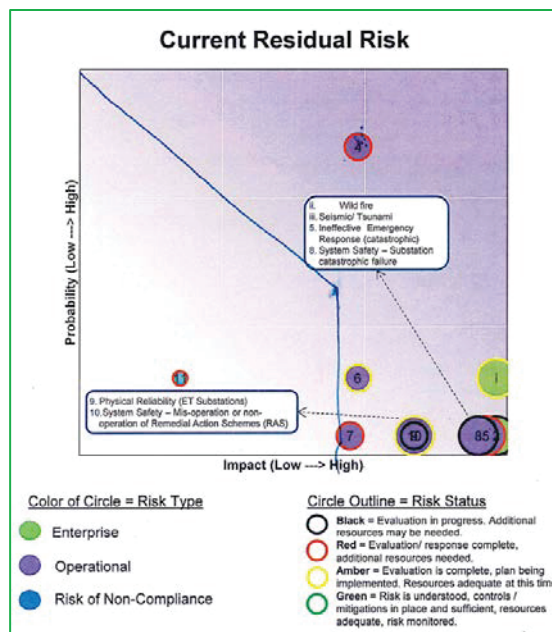 Current Residual Risk
Probability (Low ---> High)
4
ii. Wild fire
iii. Seismic/ Tsunami
5. Ineffective Emergency
Response (catastrophic)
8. System Safety – Substation
catastrophic failure
6
I
9. Physical Reliability (ET Substations)
10. System Safety – Mis-operation or non-
operation of Remedial Action Schemes (RAS)
7
85
Impact (Low ---> High)
Color of Circle = Risk Type
Enterprise
Operational
Risk of Non-Compliance
Circle Outline = Risk Status
Black = Evaluation in progress. Additional
resources may be needed.
Red = Evaluation/ response complete,
additional resources needed.
Amber = Evaluation is complete, plan being
implemented. Resources adequate at this tim
Green = Risk is understood, controls /
mitigations in place and sufficient, resources
adequate, risk monitored.